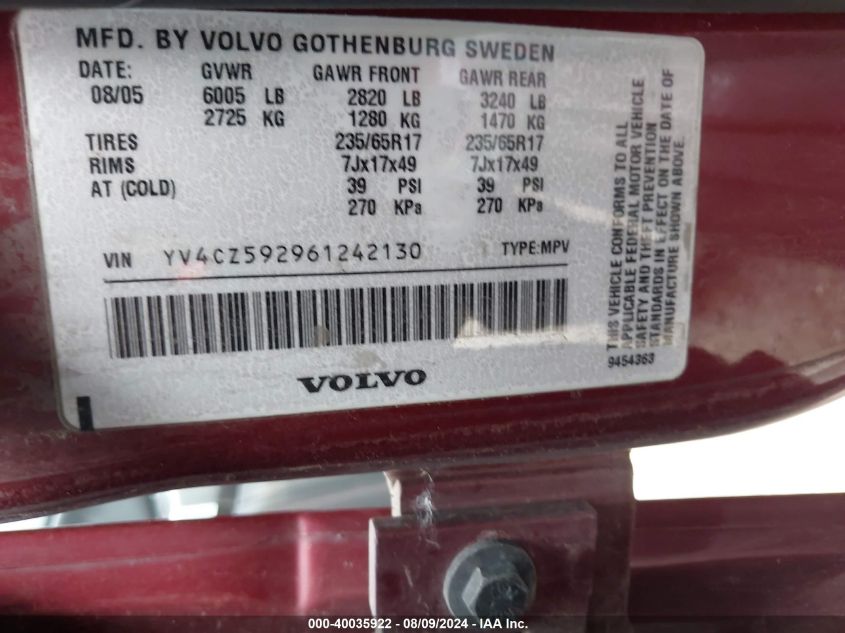 MFD. BY VOLVO GOTHENBURG SWEDEN
DATE: GVWR GAWR FRONT GAWR REAR
08/05 6005 LB 2820 LB 3240 LB
2725 KG 1280 KG 1470 KG
TIRES 235/65R17 235/65R17
RIMS 7Jx17x49 7Jx17x49
AT (COLD) 39 PSI 39 PSI
270 KPa 270 KPa
VIN YV4CZ592961242130 TYPE:MPV
VOLVO
THIS VEHICLE CONFORMS TO ALL
APPLICABLE FEDERAL MOTOR VEHICLE
SAFETY AND THEFT PREVENTION
STANDARDS IN EFFECT ON THE DATE OF
MANUFACTURE SHOWN ABOVE.
9454363
000-40035922 - 08/09/2024 - IAA Inc.